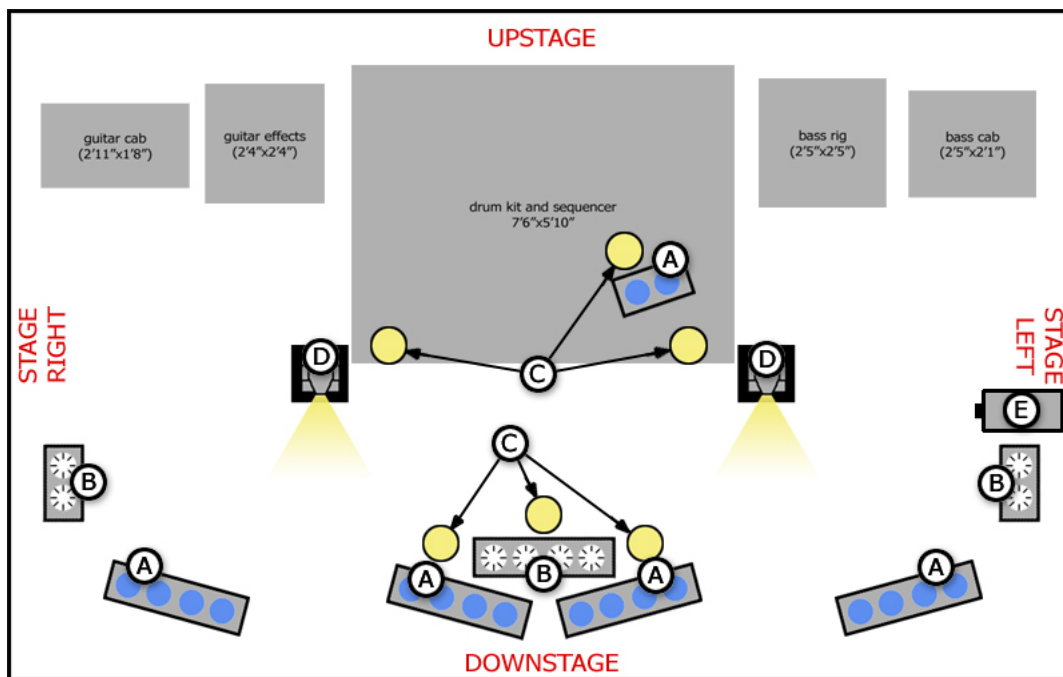 UPSTAGE
guitar cab
(2’11”x1’8”)
guitar effects
(2’4”x2’4”)
drum kit and sequencer
7’6”x5’10”
bass rig
(2’5”x2’5”)
bass cab
(2’5”x2’1”)
A
STAGE
RIGHT
STAGE
LEFT
D
C
D
E
C
B
B
A
A
B
A
A
DOWNSTAGE